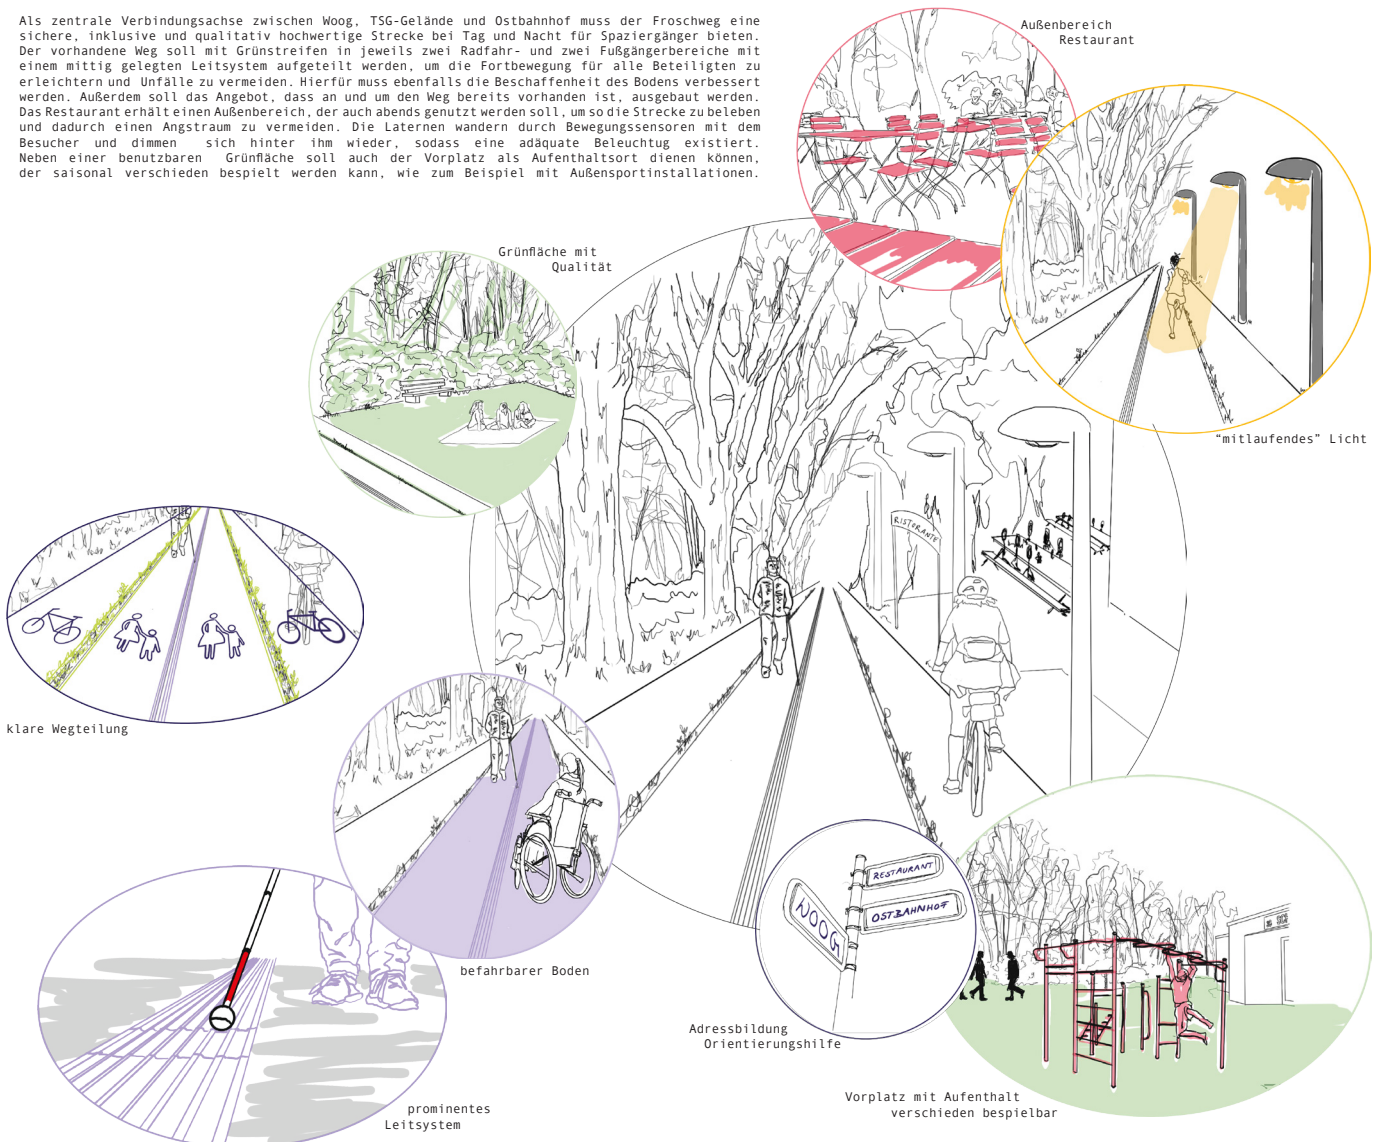 Als zentrale Verbindungsachse zwischen Woog, TSG-Gelände und Ostbahnhof muss der Froschweg eine
sichere, inklusive und qualitativ hochwertige Strecke bei Tag und Nacht für Spaziergänger bieten.
Der vorhandene Weg soll mit Grünstreifen in jeweils zwei Radfahr- und zwei Fußgängerbereiche mit
einem mittig gelegten Leitsystem aufgeteilt werden, um die Fortbewegung für alle Beteiligten zu
erleichtern und Unfälle zu vermeiden. Hierfür muss ebenfalls die Beschaffenheit des Bodens verbessert
werden. Außerdem soll das Angebot, dass an und um den Weg bereits vorhanden ist, ausgebaut werden.
Das Restaurant erhält einen Außenbereich, der auch abends genutzt werden soll, um so die Strecke zu beleben
und dadurch einen Angstraum zu vermeiden. Die Laternen wandern durch Bewegungssensoren mit dem
Besucher und dimmen sich hinter ihm wieder, sodass eine adäquate Beleuchtug existiert.
Neben einer benutzbaren Grünfläche soll auch der Vorplatz als Aufenthaltsort dienen können,
der saisonal verschieden bespielt werden kann, wie zum Beispiel mit Außensportinstallationen.
Außenbereich
Restaurant
Grünfläche mit
Qualität
"mitlaufendes" Licht
RISTORANTE
klare Wegteilung
befahrbarer Boden
RESTAURANT
OSTBAHNHOF
WOOG
Adressbildung
Orientierungshilfe
prominentes
Leitsystem
Vorplatz mit Aufenthalt
verschieden bespielbar